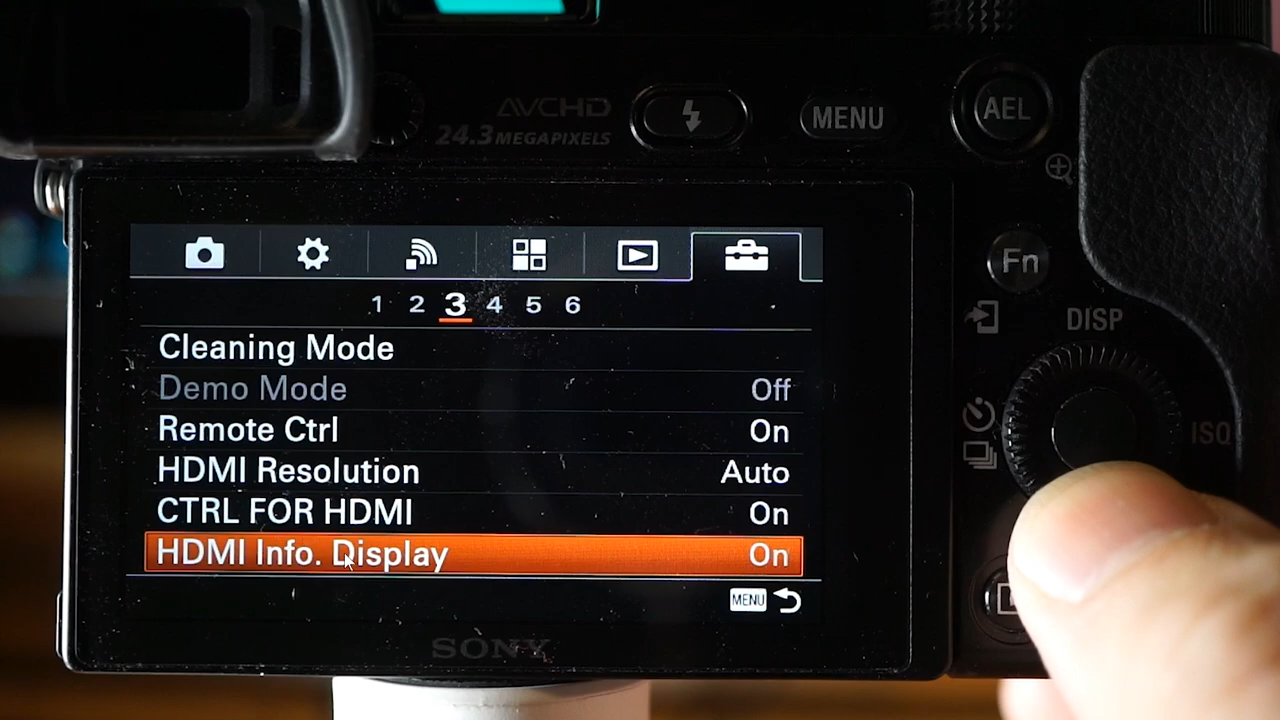 AVCHD
24.3 MEGAPIXELS
MENU
AEL
Fn
DISP
ISO
1 2 3 4 5 6
Cleaning Mode
Demo Mode Off
Remote Ctrl On
HDMI Resolution Auto
CTRL FOR HDMI On
HDMI Info. Display On
MENU
SONY